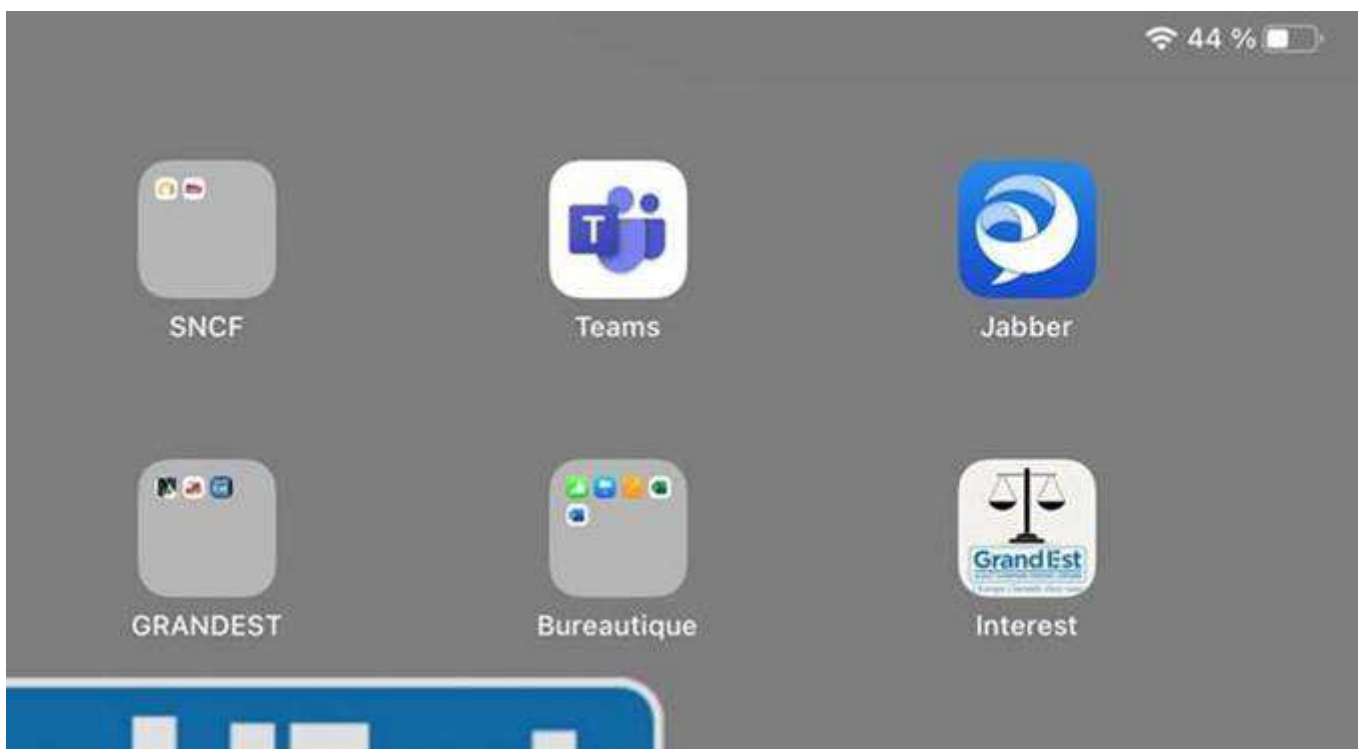 44 %
SNCF
T
Teams
Jabber
GRANDEST
Bureautique
Grand Est
Interest